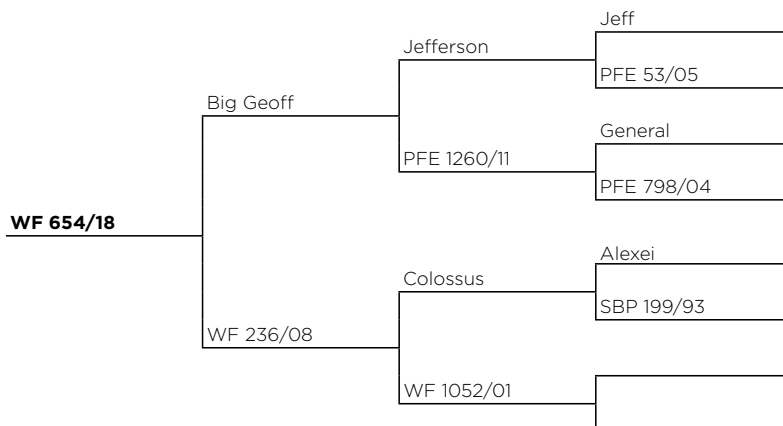 Jeff
Jefferson
PFE 53/05
Big Geoff
General
PFE 1260/11
PFE 798/04
WF 654/18
Alexei
Colossus
SBP 199/93
WF 236/08
WF 1052/01